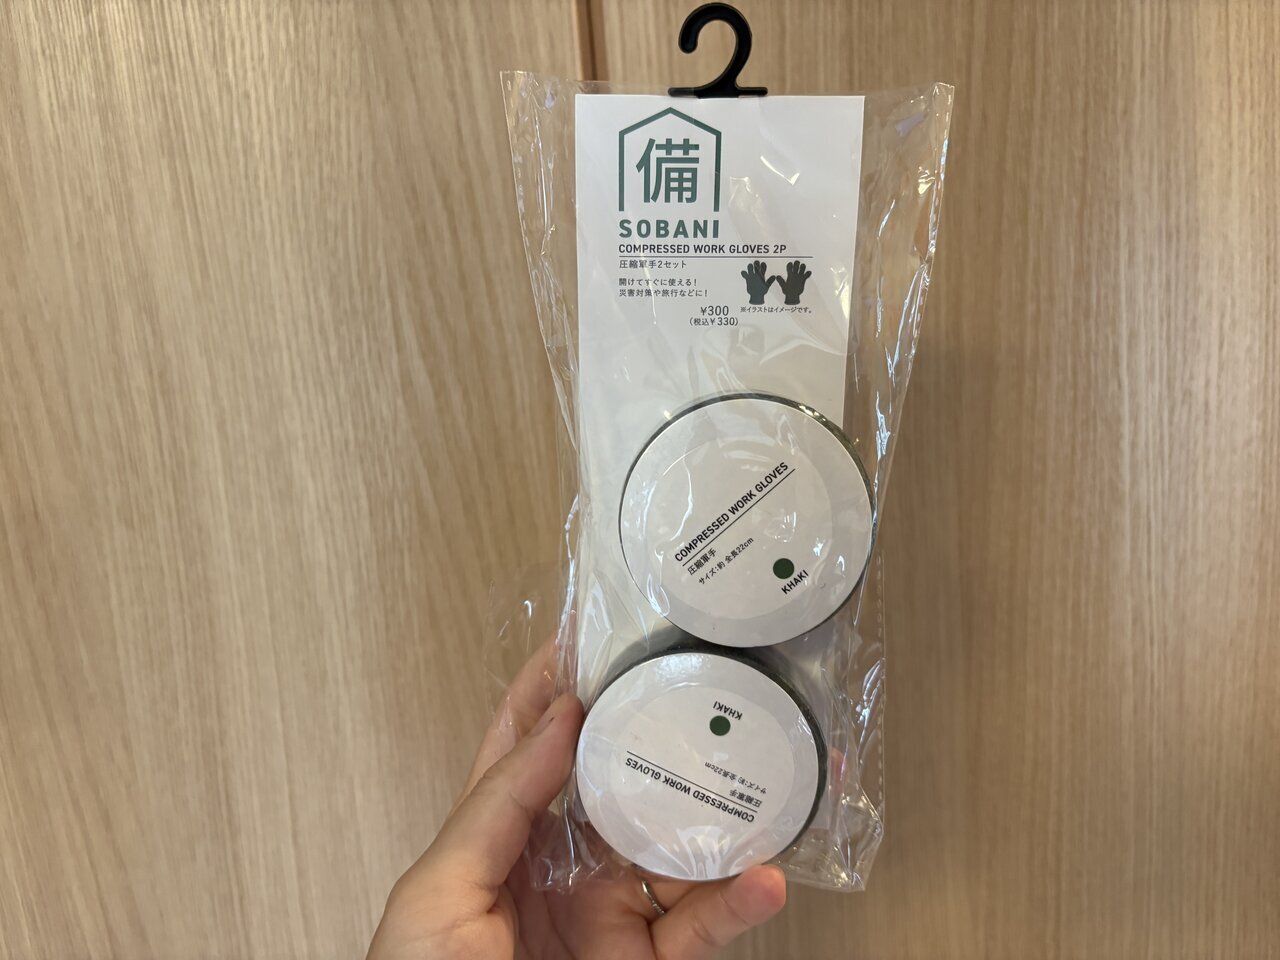 備
SOBANI
COMPRESSED WORK GLOVES 2P
圧縮軍手2セット
開けてすぐに使える!
災害対策や旅行などに!
¥300
(税込¥330)
※イラストはイメージです。
COMPRESSED WORK GLOVES
圧縮軍手
サイズ:約 全長22cm
KHAKI
COMPRESSED WORK GLOVES
圧縮軍手
サイズ:約 全長22cm
KHAKI